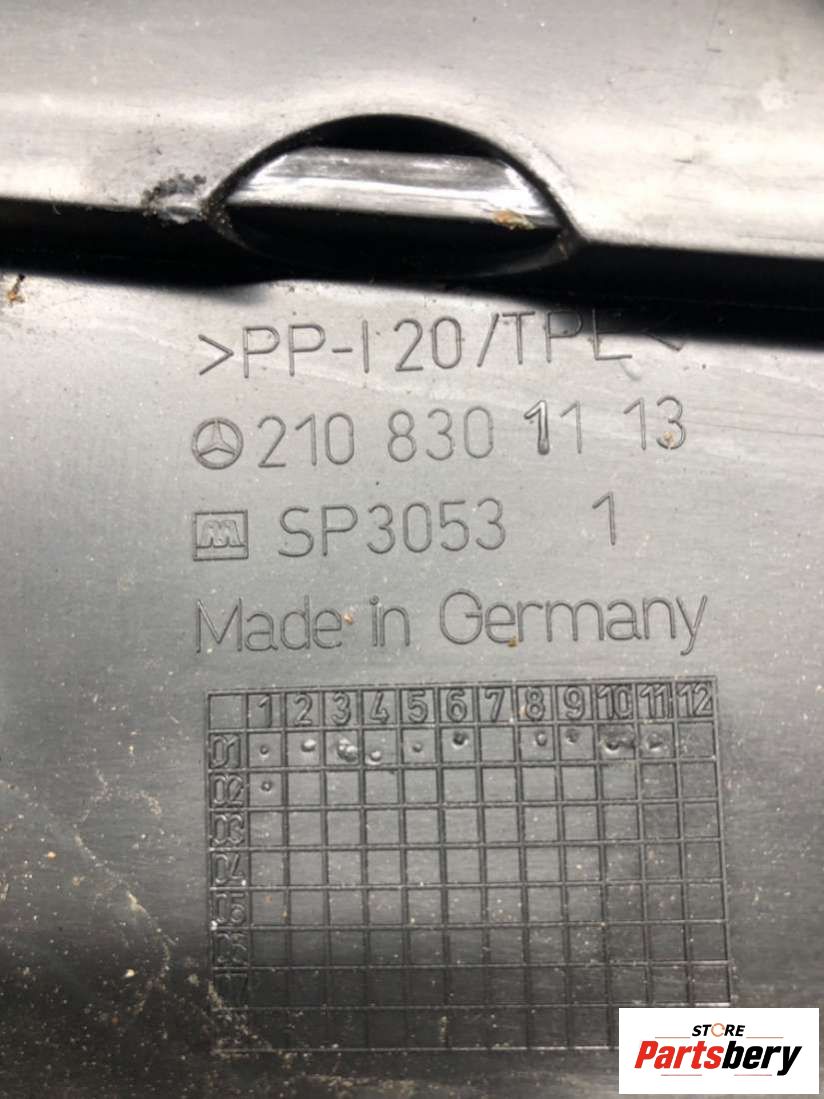 >PP-I 20/TPE<
210 830 11 13
SP3053 1
Made in Germany
1 2 3 4 5 6 7 8 9 10 11 12
01
02
03
04
05
STORE
Partsbery